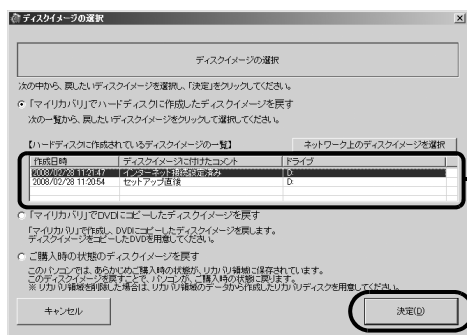 ディスクイメージの選択
ディスクイメージの選択
次の中から、戻したいディスクイメージを選択し、「決定」をクリックしてください。
「マイリカバリ」でハードディスクに作成したディスクイメージを戻す
次の一覧から、戻したいディスクイメージをクリックして選択してください。
【ハードディスクに作成されているディスクイメージの一覧】 ネットワーク上のディスクイメージを選択
作成日時 ディスクイメージに付けたコメント ドライブ
2008/02/28 11:21:47 インターネット接続設定済み D:
2008/02/28 11:20:54 セットアップ直後 D:
「マイリカバリ」でDVDにコピーしたディスクイメージを戻す
「マイリカバリ」で作成し、DVDにコピーしたディスクイメージを戻します。
ディスクイメージをコピーしたDVDを用意してください。
ご購入時の状態のディスクイメージを戻す
このパソコンでは、あらかじめご購入時の状態が、リカバリ領域に保存されています。
このディスクイメージを戻すことで、パソコンが、ご購入時の状態に戻ります。
※ リカバリ領域を削除した場合は、リカバリ領域のデータから作成したリカバリディスクを用意してください。
キャンセル 決定(D)